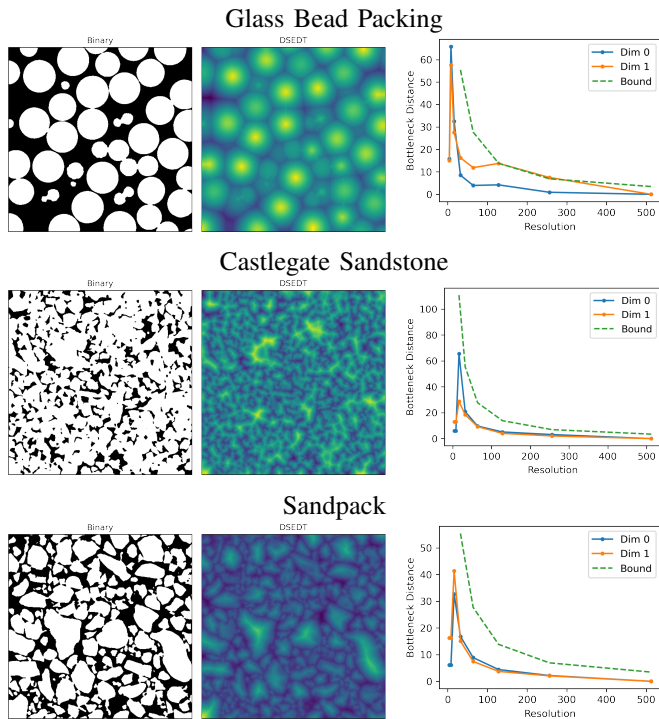 Glass Bead Packing
Binary
DSEDT
Bottleneck Distance
60
50
40
30
20
10
0
Dim 0
Dim 1
Bound
0 100 200 300 400 500
Resolution
Castlegate Sandstone
Binary
DSEDT
Bottleneck Distance
100
80
60
40
20
0
Dim 0
Dim 1
Bound
0 100 200 300 400 500
Resolution
Sandpack
Binary
DSEDT
Bottleneck Distance
50
40
30
20
10
0
Dim 0
Dim 1
Bound
0 100 200 300 400 500
Resolution